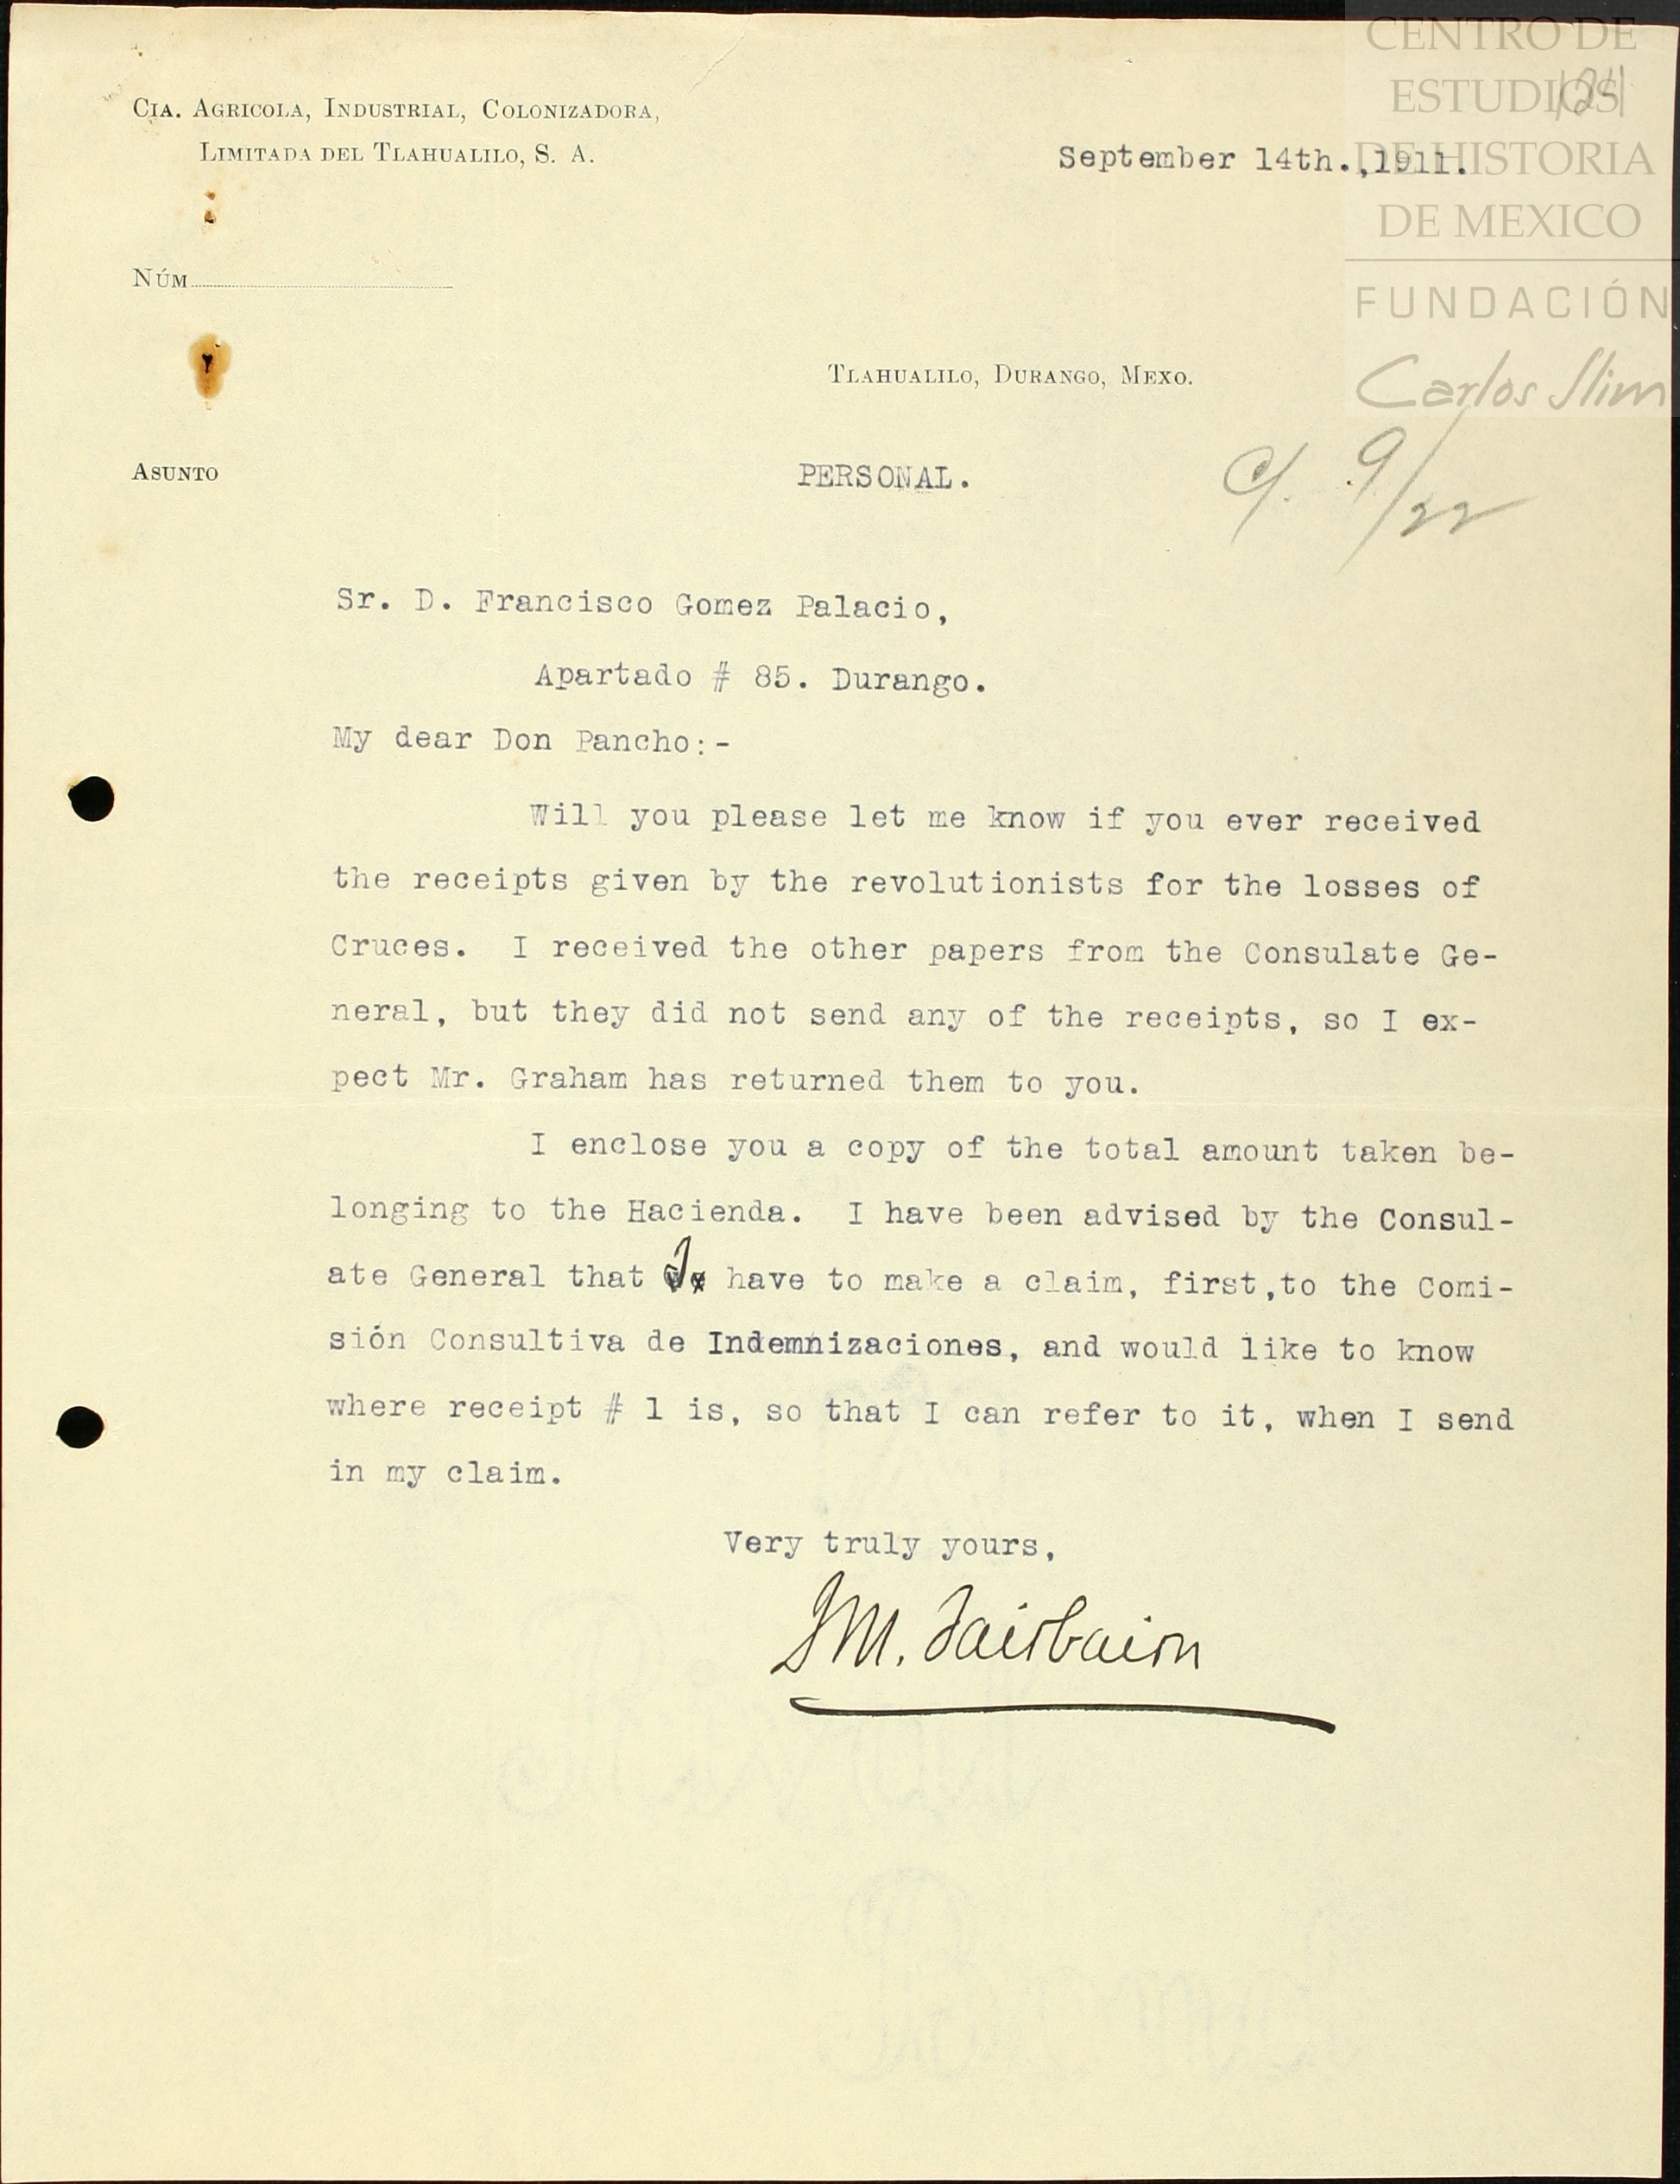 CENTRO DE
ESTUDIOS
DE HISTORIA
DE MEXICO
FUNDACIÓN
Carlos Slim
124
CIA. AGRICOLA, INDUSTRIAL, COLONIZADORA,
LIMITADA DEL TLAHUALILO, S. A.
September 14th.,1911.
NÚM
TLAHUALILO, DURANGO, MEXO.
C/. 9/22
ASUNTO
PERSONAL.
Sr. D. Francisco Gomez Palacio,
Apartado # 85. Durango.
My dear Don Pancho:-
Will you please let me know if you ever received
the receipts given by the revolutionists for the losses of
Cruces. I received the other papers from the Consulate Ge-
neral, but they did not send any of the receipts, so I ex-
pect Mr. Graham has returned them to you.
I enclose you a copy of the total amount taken be-
longing to the Hacienda. I have been advised by the Consul-
ate General that I have to make a claim, first,to the Comi-
sión Consultiva de Indemnizaciones, and would like to know
where receipt # 1 is, so that I can refer to it, when I send
in my claim.
Very truly yours,
JM. Fairbairn